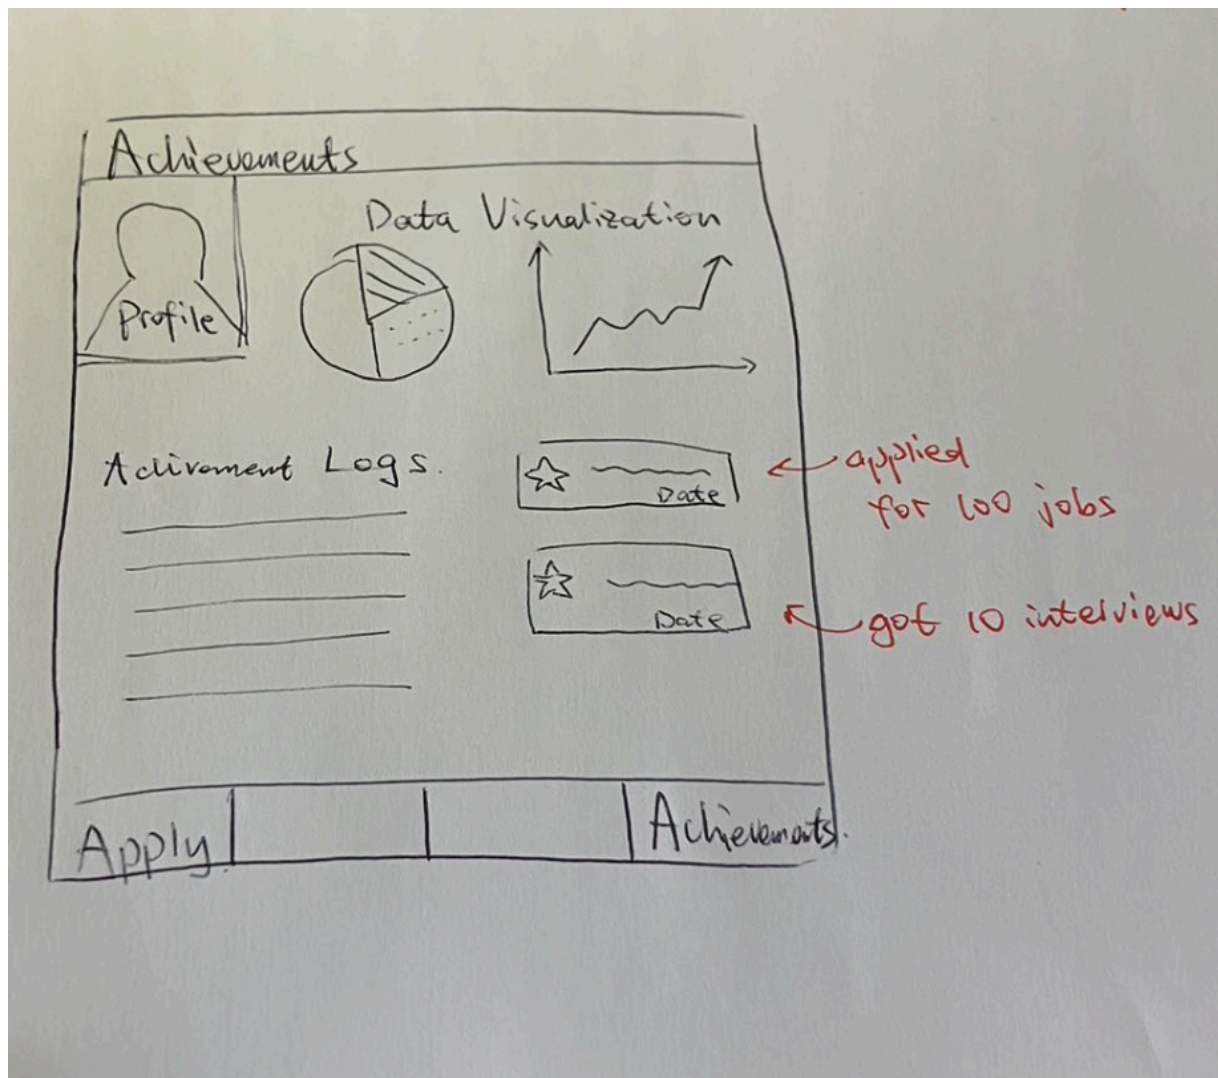 Achievements
Data Visualization
Profile
Achivement Logs.
Date
applied
for 100 jobs
Date
got 10 interviews
Apply
Achievements.